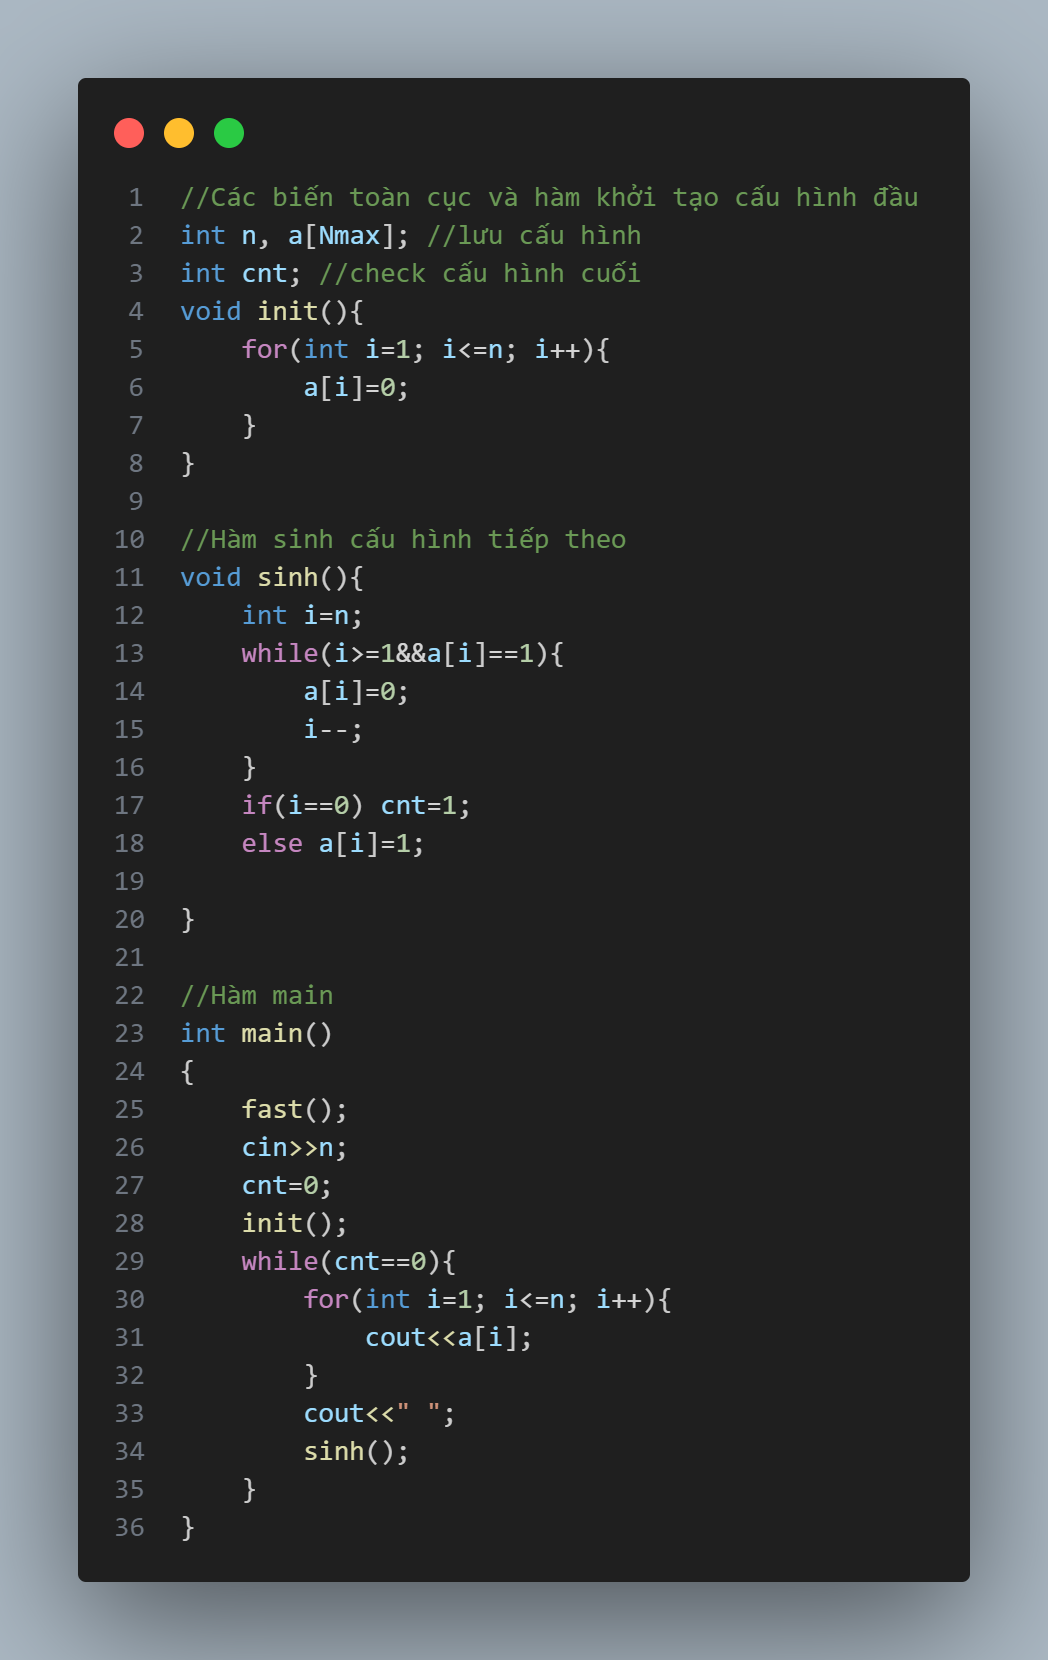 1 //Các biến toàn cục và hàm khởi tạo cấu hình đầu
2 int n, a[Nmax]; //lưu cấu hình
3 int cnt; //check cấu hình cuối
4 void init(){
5     for(int i=1; i<=n; i++){
6         a[i]=0;
7     }
8 }
9
10 //Hàm sinh cấu hình tiếp theo
11 void sinh(){
12     int i=n;
13     while(i>=1&&a[i]==1){
14         a[i]=0;
15         i--;
16     }
17     if(i==0) cnt=1;
18     else a[i]=1;
19
20 }
21
22 //Hàm main
23 int main()
24 {
25     fast();
26     cin>>n;
27     cnt=0;
28     init();
29     while(cnt==0){
30         for(int i=1; i<=n; i++){
31             cout<<a[i];
32         }
33         cout<<" ";
34         sinh();
35     }
36 }